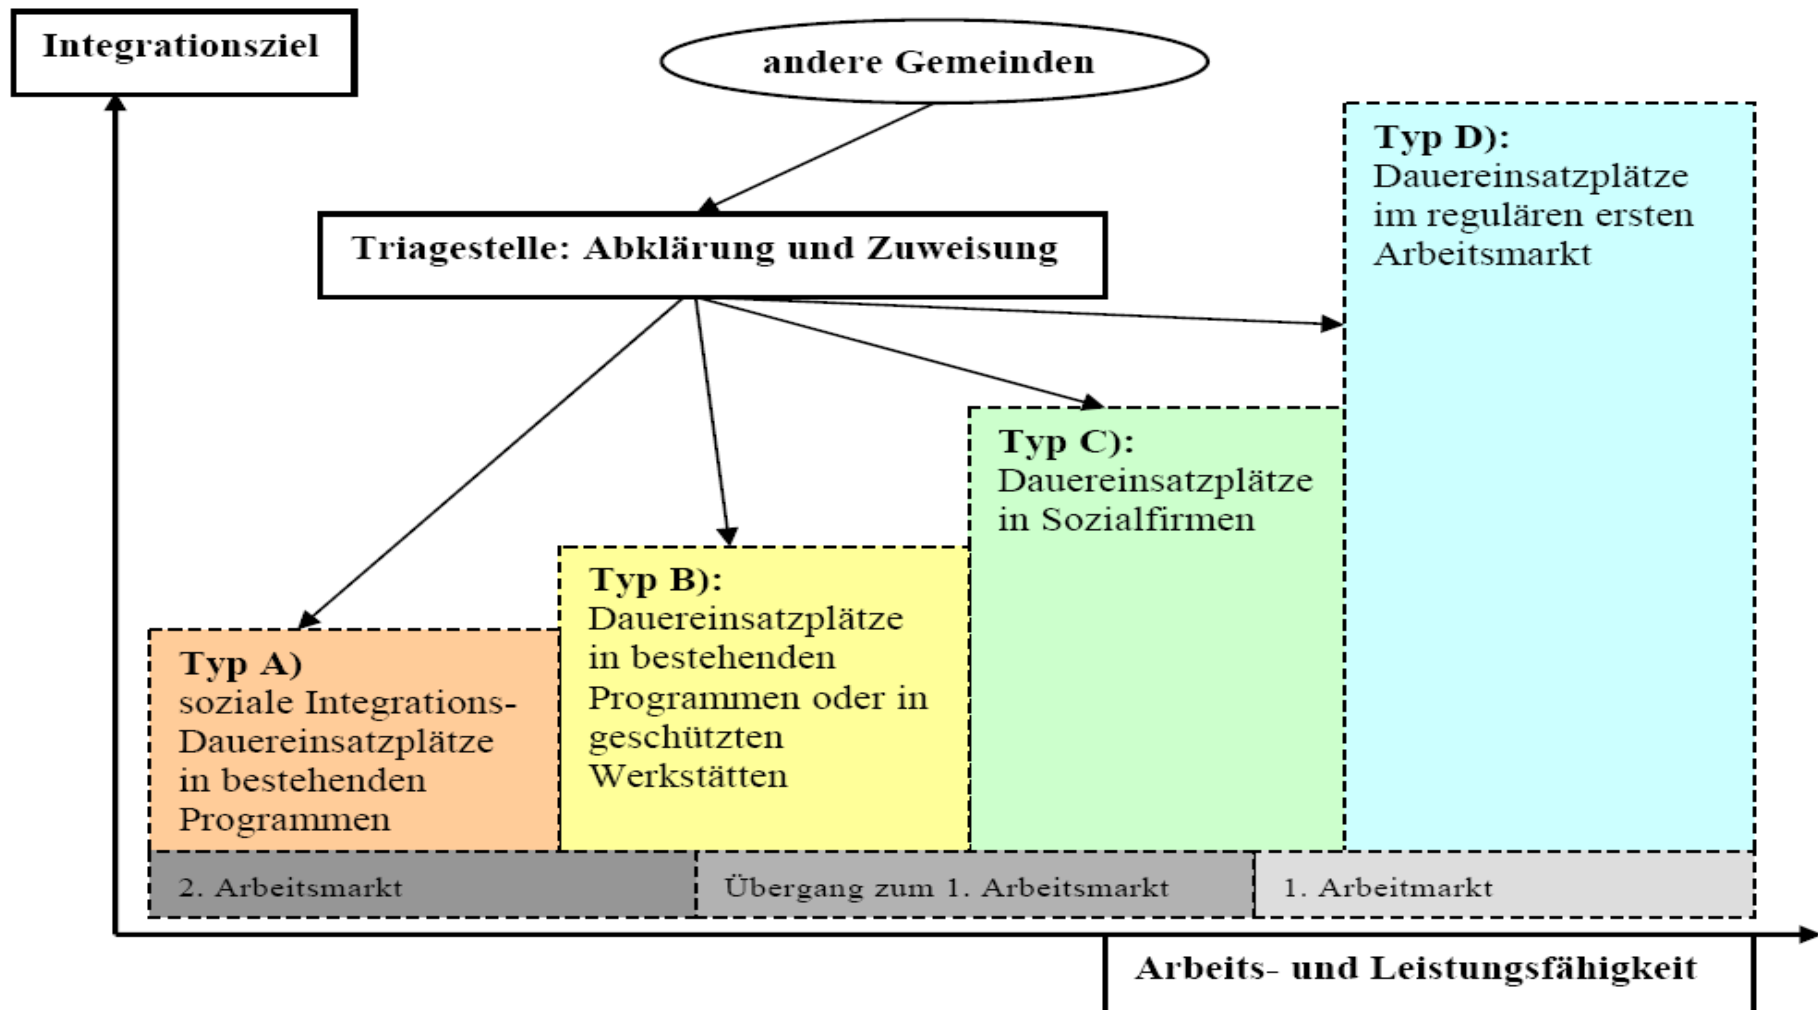 Integrationsziel
andere Gemeinden
Triagestelle: Abklärung und Zuweisung
Typ D):
Dauereinsatzplätze
im regulären ersten
Arbeitsmarkt
Typ C):
Dauereinsatzplätze
in Sozialfirmen
Typ B):
Dauereinsatzplätze
in bestehenden
Programmen oder in
geschützten
Werkstätten
Typ A)
soziale Integrations-
Dauereinsatzplätze
in bestehenden
Programmen
2. Arbeitsmarkt
Übergang zum 1. Arbeitsmarkt
1. Arbeitmarkt
Arbeits- und Leistungsfähigkeit